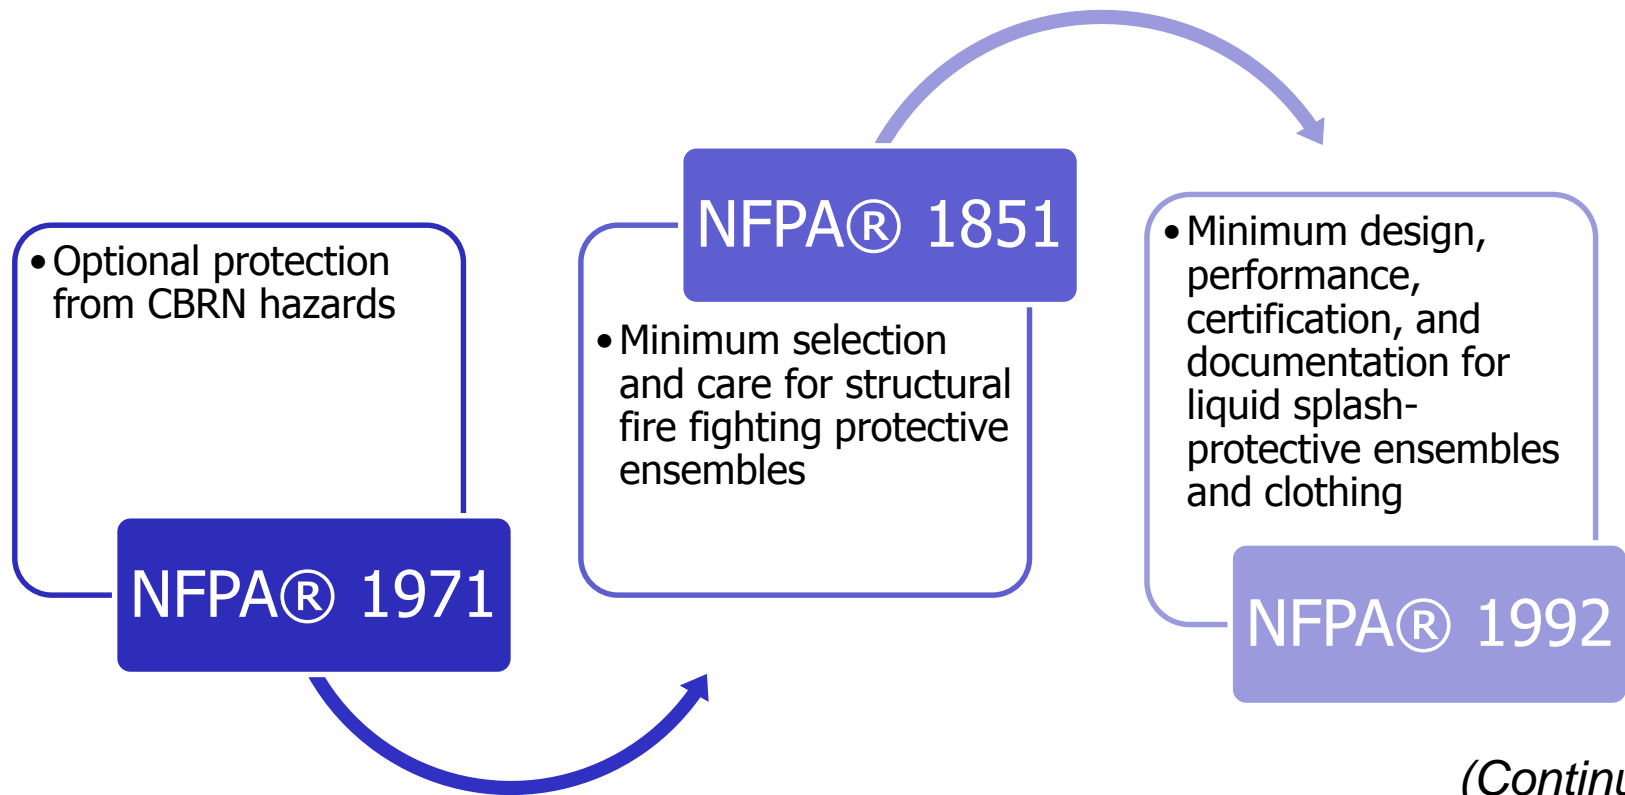 • Optional protection
from CBRN hazards
NFPA® 1971
NFPA® 1851
• Minimum selection
and care for structural
fire fighting protective
ensembles
• Minimum design,
performance,
certification, and
documentation for
liquid splash-
protective ensembles
and clothing
NFPA® 1992
(Continu